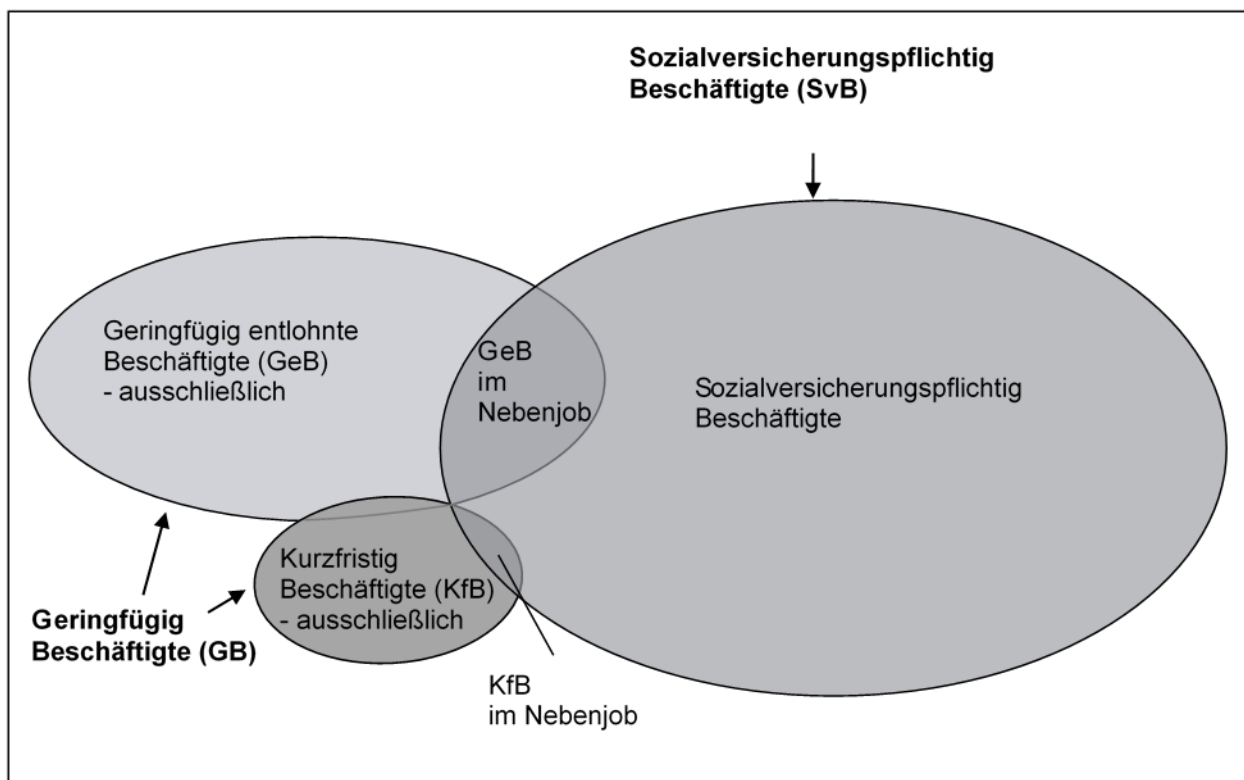 Sozialversicherungspflichtig
Beschäftigte (SvB)
Geringfügig entlohnte
Beschäftigte (GeB)
- ausschließlich
GeB
im
Nebenjob
Sozialversicherungspflichtig
Beschäftigte
Kurzfristig
Beschäftigte (KfB)
- ausschließlich
Geringfügig
Beschäftigte (GB)
KfB
im Nebenjob